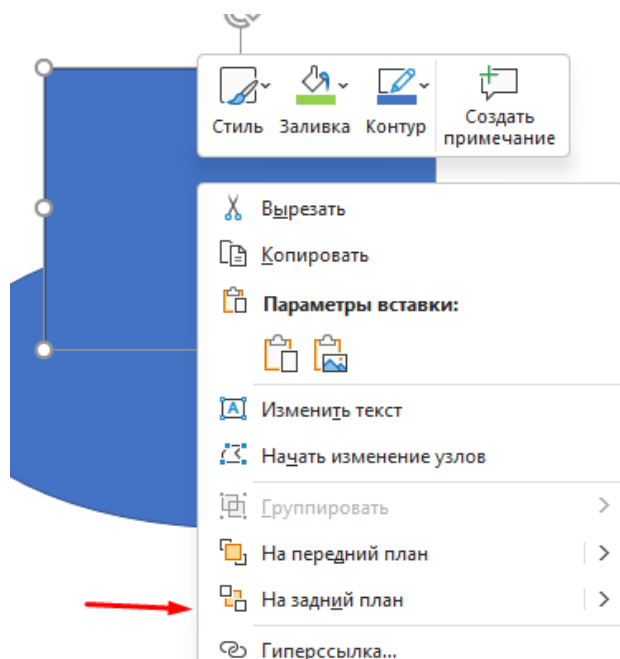 Стиль Заливка Контур Создать
примечание
Вырезать
Копировать
Параметры вставки:
Изменить текст
Начать изменение узлов
Группировать
На передний план
На задний план
Гиперссылка...